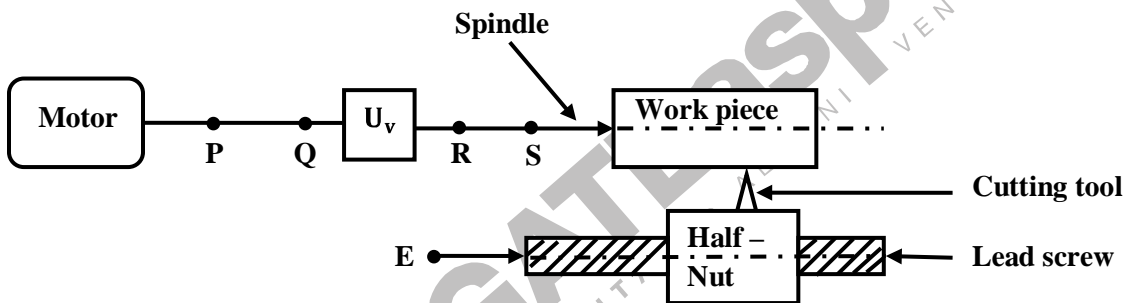 Spindle
Motor
U_v
Work piece
P
Q
R
S
Cutting tool
E
Half –
Nut
Lead screw